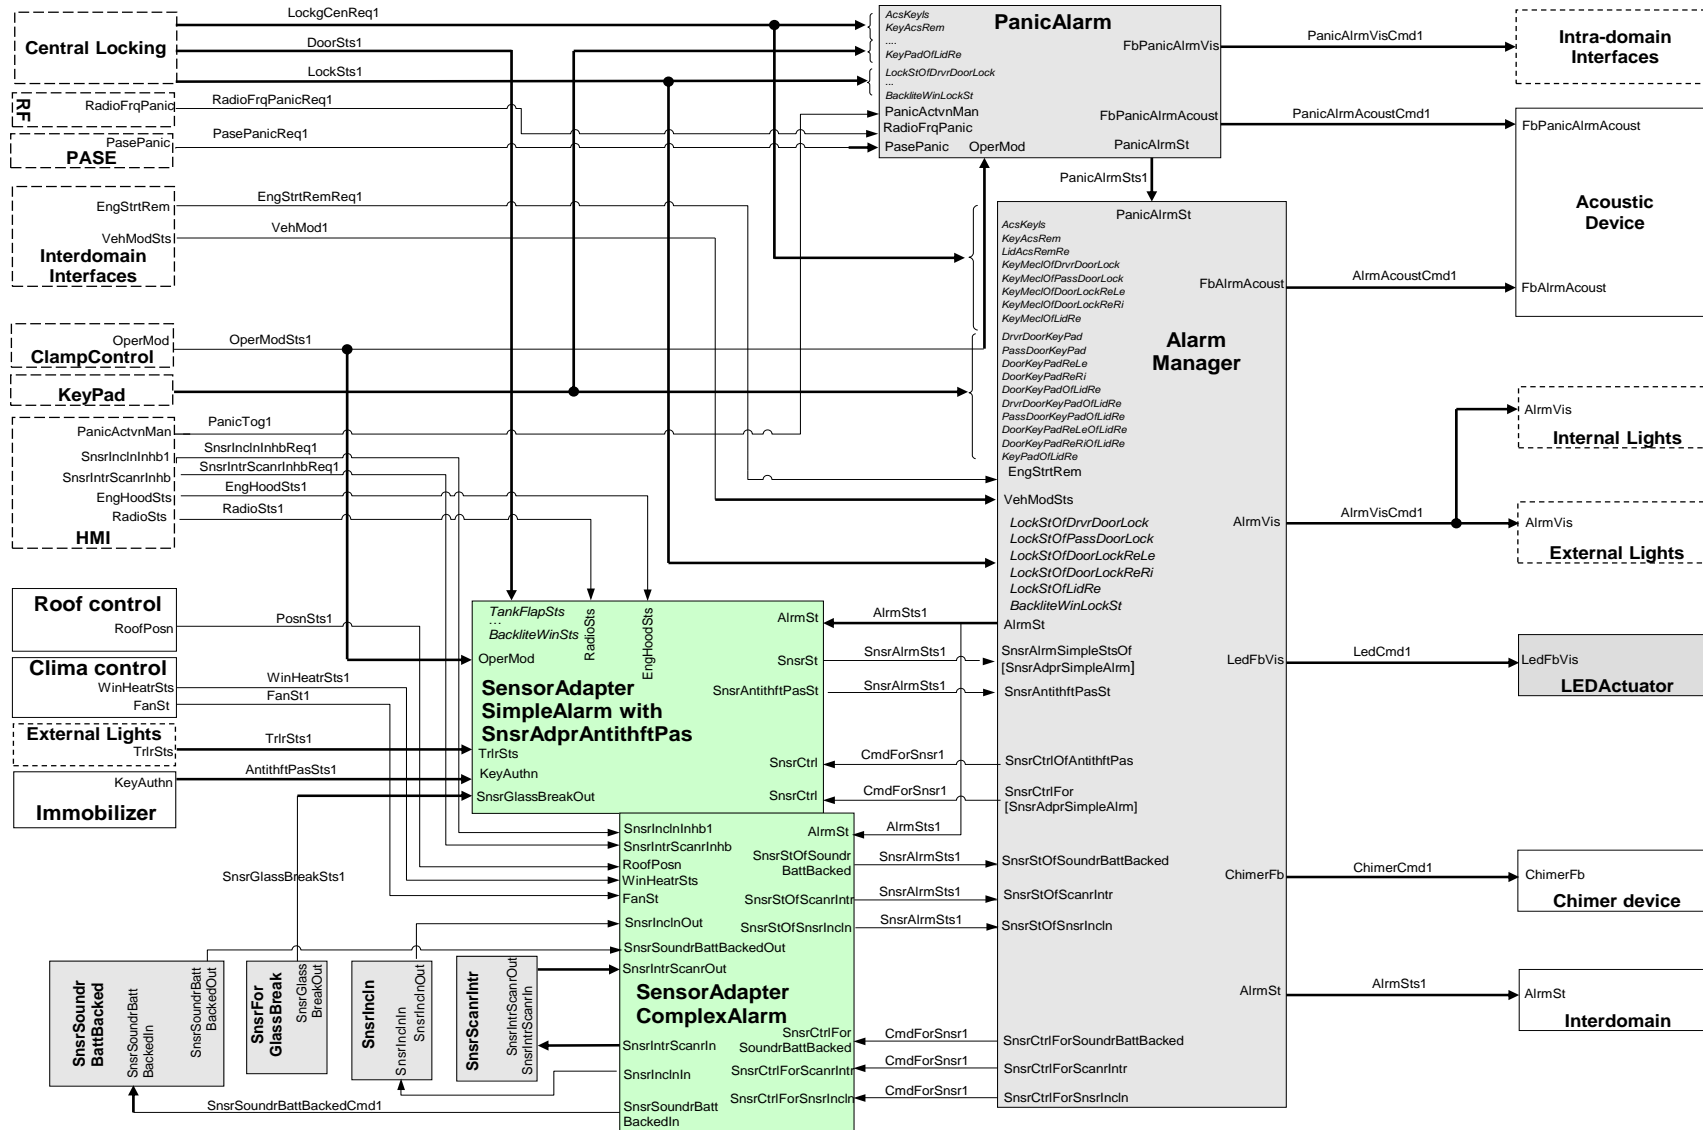 Central Locking
LockgCenReq1
DoorSts1
LockSts1
RF
RadioFrqPanic
RadioFrqPanicReq1
PasePanic
PASE
PasePanicReq1
EngStrtRem
EngStrtRemReq1
VehModSts
VehMod1
Interdomain
Interfaces
OperMod
OperModSts1
ClampControl
KeyPad
PanicActvnMan
PanicTog1
SnsrInclnInhb1
SnsrInclnInhbReq1
SnsrIntrScanrInhb
SnsrIntrScanrInhbReq1
EngHoodSts
EngHoodSts1
RadioSts
RadioSts1
HMI
Roof control
RoofPosn
PosnSts1
Clima control
WinHeatrSts
WinHeatrSts1
FanSt
FanSt1
External Lights
TrlrSts
TrlrSts1
KeyAuthn
AntithftPasSts1
Immobilizer
AcsKeyIs
KeyAcsRem
....
KeyPadOfLidRe
LockStOfDrvrDoorLock
...
BackliteWinLockSt
PanicActvnMan
RadioFrqPanic
PasePanic
OperMod
PanicAlarm
FbPanicAlrmVis
FbPanicAlrmAcoust
PanicAlrmSt
PanicAlrmVisCmd1
PanicAlrmAcoustCmd1
PanicAlrmSts1
Intra-domain
Interfaces
FbPanicAlrmAcoust
Acoustic
Device
FbAlrmAcoust
PanicAlrmSt
AcsKeyIs
KeyAcsRem
LidAcsRemRe
KeyMeclOfDrvrDoorLock
KeyMeclOfPassDoorLock
KeyMeclOfDoorLockReLe
KeyMeclOfDoorLockReRi
KeyMeclOfLidRe
DrvrDoorKeyPad
PassDoorKeyPad
DoorKeyPadReLe
DoorKeyPadReRi
DoorKeyPadOfLidRe
DrvrDoorKeyPadOfLidRe
PassDoorKeyPadOfLidRe
DoorKeyPadReLeOfLidRe
DoorKeyPadReRiOfLidRe
KeyPadOfLidRe
EngStrtRem
VehModSts
LockStOfDrvrDoorLock
LockStOfPassDoorLock
LockStOfDoorLockReLe
LockStOfDoorLockReRi
LockStOfLidRe
BackliteWinLockSt
AlrmSt
SnsrAlrmSimpleStsOf
[SnsrAdprSimpleAlrm]
SnsrAntithftPasSt
SnsrCtrlOfAntithftPas
SnsrCtrlFor
[SnsrAdprSimpleAlrm]
SnsrStOfSoundrBattBacked
SnsrStOfScanrIntr
SnsrStOfSnsrIncln
SnsrCtrlForSoundrBattBacked
SnsrCtrlForScanrIntr
SnsrCtrlForSnsrIncln
Alarm
Manager
FbAlrmAcoust
AlrmAcoustCmd1
AlrmVis
AlrmVisCmd1
LedFbVis
LedCmd1
ChimerFb
ChimerCmd1
AlrmSt
AlrmSts1
AlrmVis
Internal Lights
AlrmVis
External Lights
LedFbVis
LEDActuator
ChimerFb
Chimer device
AlrmSt
Interdomain
TankFlapSts
...
BackliteWinSts
RadioSts
EngHoodSts
OperMod
SensorAdapter
SimpleAlarm with
SnsrAdprAntithftPas
TrlrSts
KeyAuthn
SnsrGlassBreakOut
AlrmSt
SnsrSt
SnsrAntithftPasSt
SnsrCtrl
SnsrCtrl
AlrmSts1
SnsrAlrmSts1
SnsrAlrmSts1
CmdForSnsr1
CmdForSnsr1
SnsrInclnInhb1
SnsrIntrScanrInhb
RoofPosn
WinHeatrSts
FanSt
SnsrInclnOut
SnsrSoundrBattBackedOut
SnsrIntrScanrOut
SensorAdapter
ComplexAlarm
SnsrIntrScanrIn
SnsrInclnIn
SnsrSoundrBatt
BackedIn
AlrmSt
SnsrStOfSoundr
BattBacked
SnsrStOfScanrIntr
SnsrStOfSnsrIncln
SnsrCtrlFor
SoundrBattBacked
SnsrCtrlForScanrIntr
SnsrCtrlForSnsrIncln
AlrmSts1
SnsrAlrmSts1
SnsrAlrmSts1
SnsrAlrmSts1
CmdForSnsr1
CmdForSnsr1
CmdForSnsr1
SnsrGlassBreakSts1
SnsrSoundr
BattBacked
SnsrSoundrBatt
BackedIn
SnsrSoundrBatt
BackedOut
SnsrFor
GlassBreak
SnsrGlass
BreakOut
SnsrIncln
SnsrInclnIn
SnsrInclnOut
SnsrScanrIntr
SnsrIntrScanrOut
SnsrIntrScanrIn
SnsrSoundrBattBackedCmd1